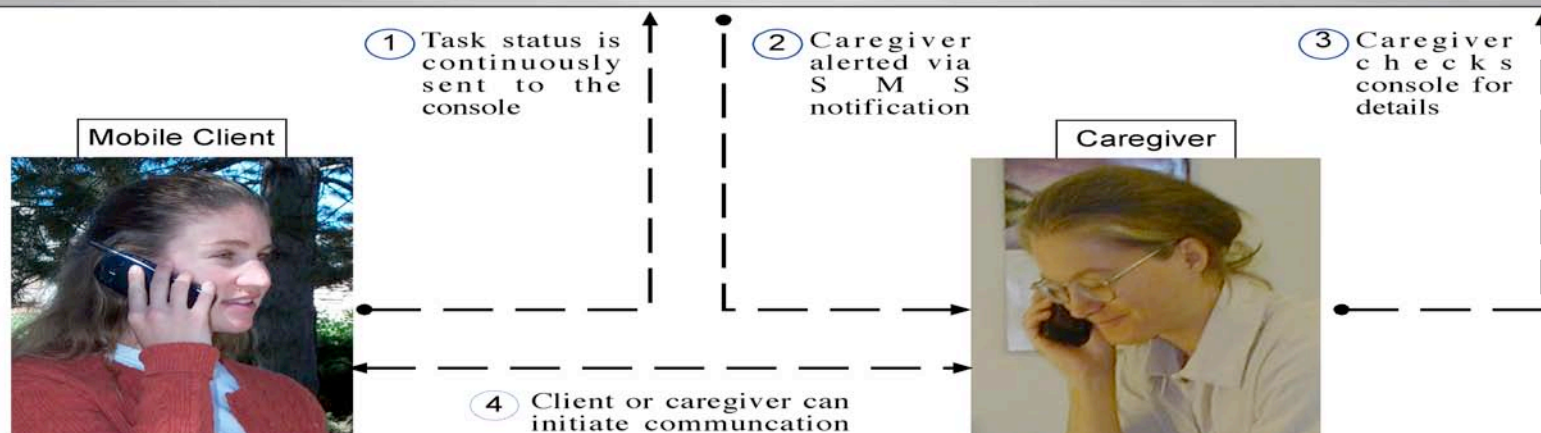 1 Task status is
continuously
sent to the
console
2 Caregiver
alerted via
S M S
notification
3 Caregiver
checks
console for
details
Mobile Client
Caregiver
4 Client or caregiver can
initiate communcation